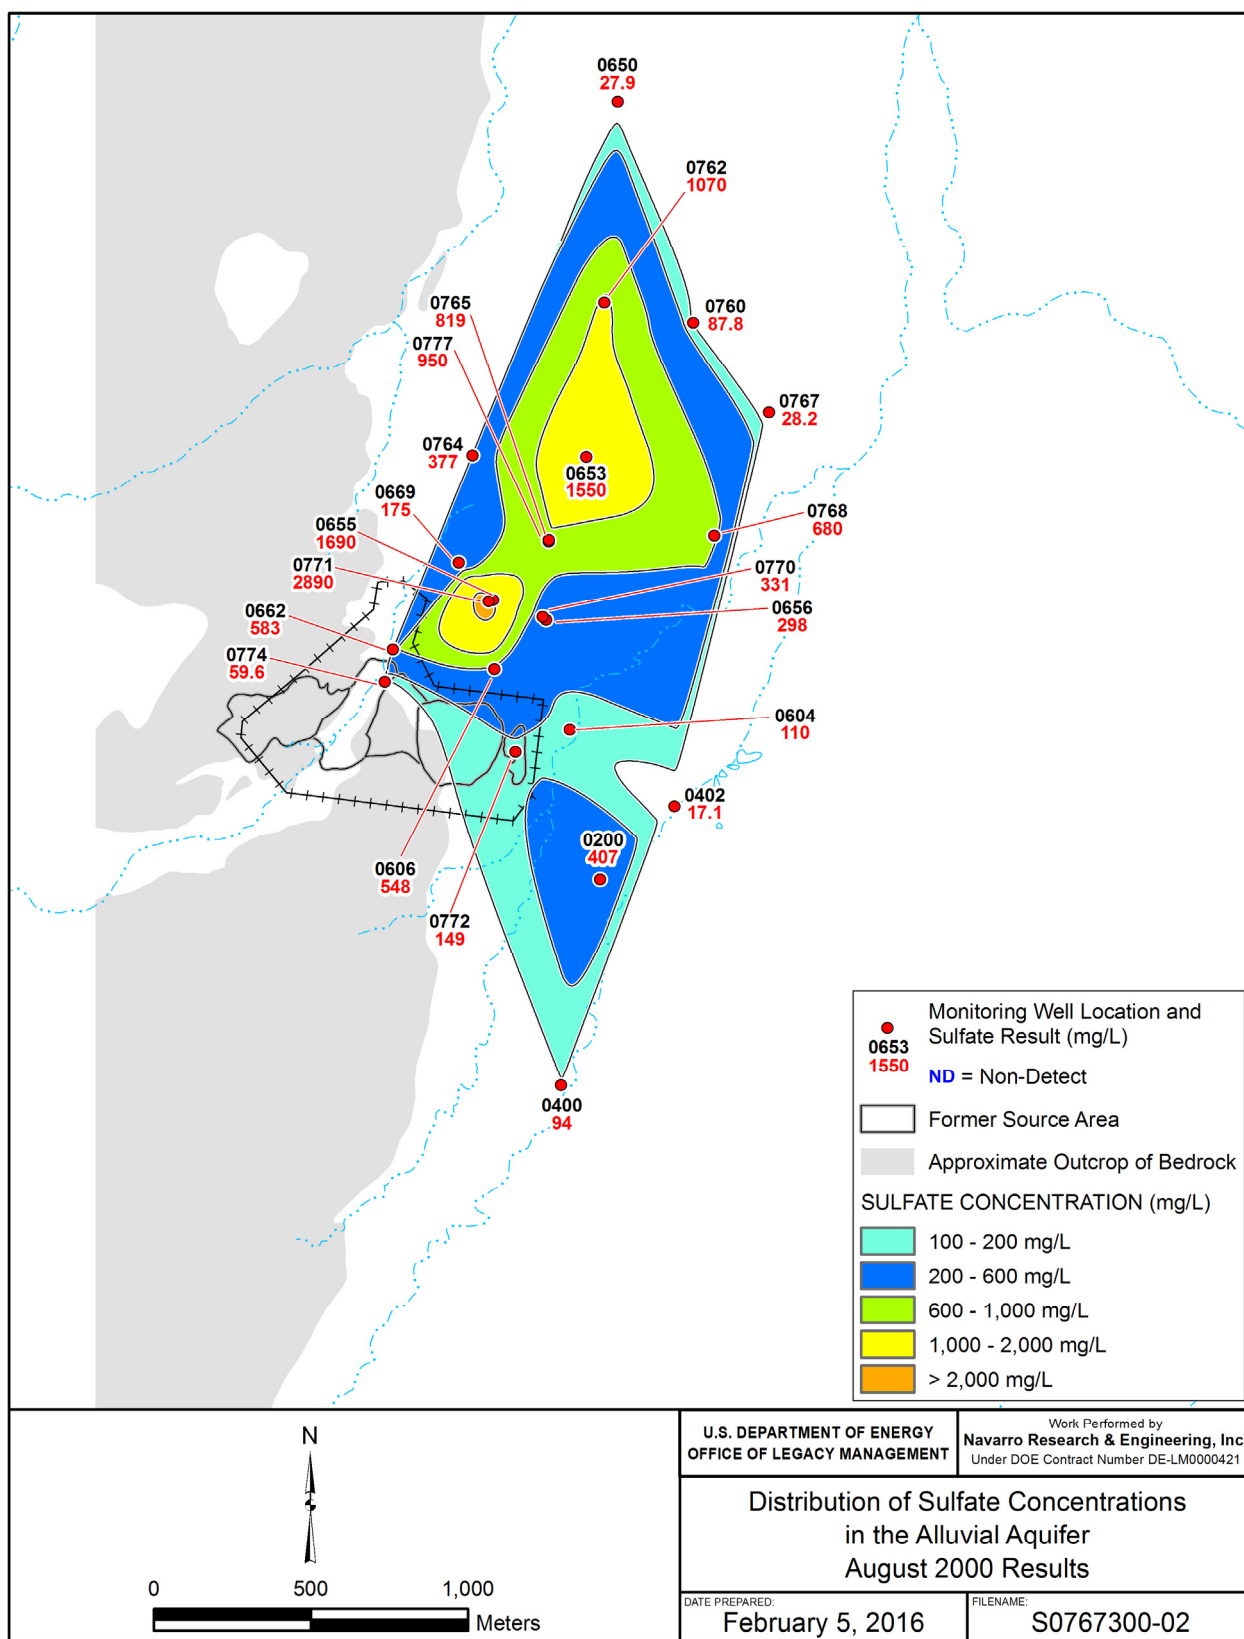 0650
27.9
0762
1070
0765
819
0760
87.8
0777
950
0767
28.2
0764
377
0653
1550
0669
175
0768
680
0655
1690
0771
2890
0770
331
0662
583
0656
298
0774
59.6
0604
110
0402
17.1
0200
407
0606
548
0772
149
0400
94
Monitoring Well Location and
Sulfate Result (mg/L)
0653
1550
ND = Non-Detect
Former Source Area
Approximate Outcrop of Bedrock
SULFATE CONCENTRATION (mg/L)
100 - 200 mg/L
200 - 600 mg/L
600 - 1,000 mg/L
1,000 - 2,000 mg/L
> 2,000 mg/L
N
0 500 1,000
Meters
U.S. DEPARTMENT OF ENERGY
OFFICE OF LEGACY MANAGEMENT
Work Performed by
Navarro Research & Engineering, Inc
Under DOE Contract Number DE-LM0000421
Distribution of Sulfate Concentrations
in the Alluvial Aquifer
August 2000 Results
DATE PREPARED:
February 5, 2016
FILENAME:
S0767300-02